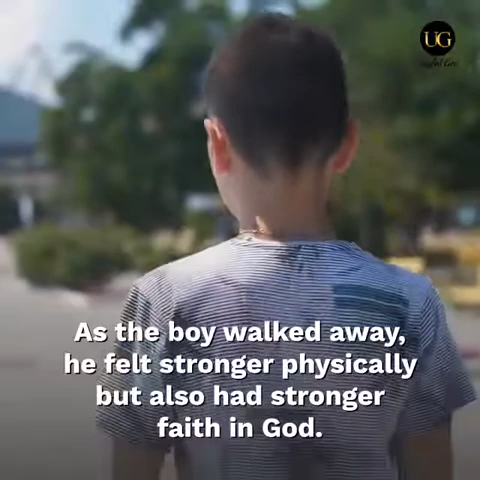 UG
As the boy walked away,
he felt stronger physically
but also had stronger
faith in God.